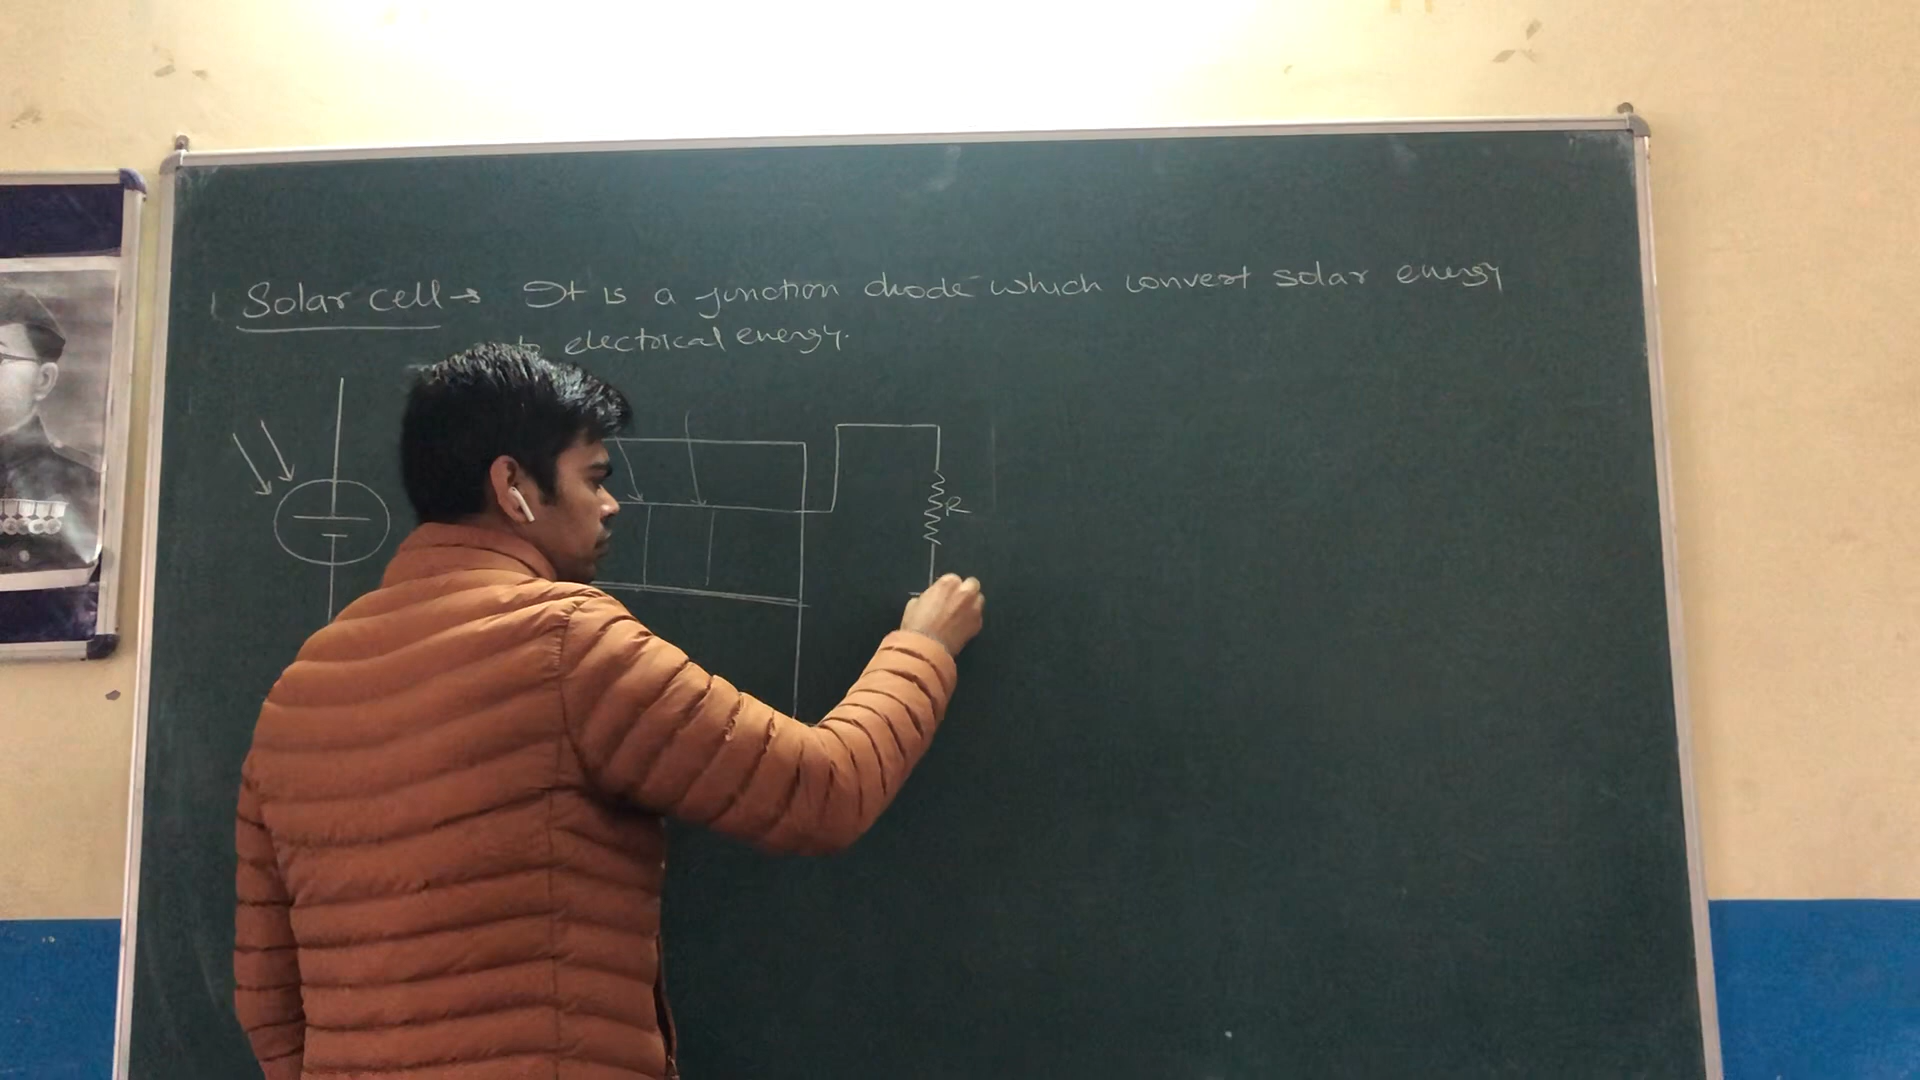 Solar cell → It is a junction diode which convert solar energy
to electrical energy.
R